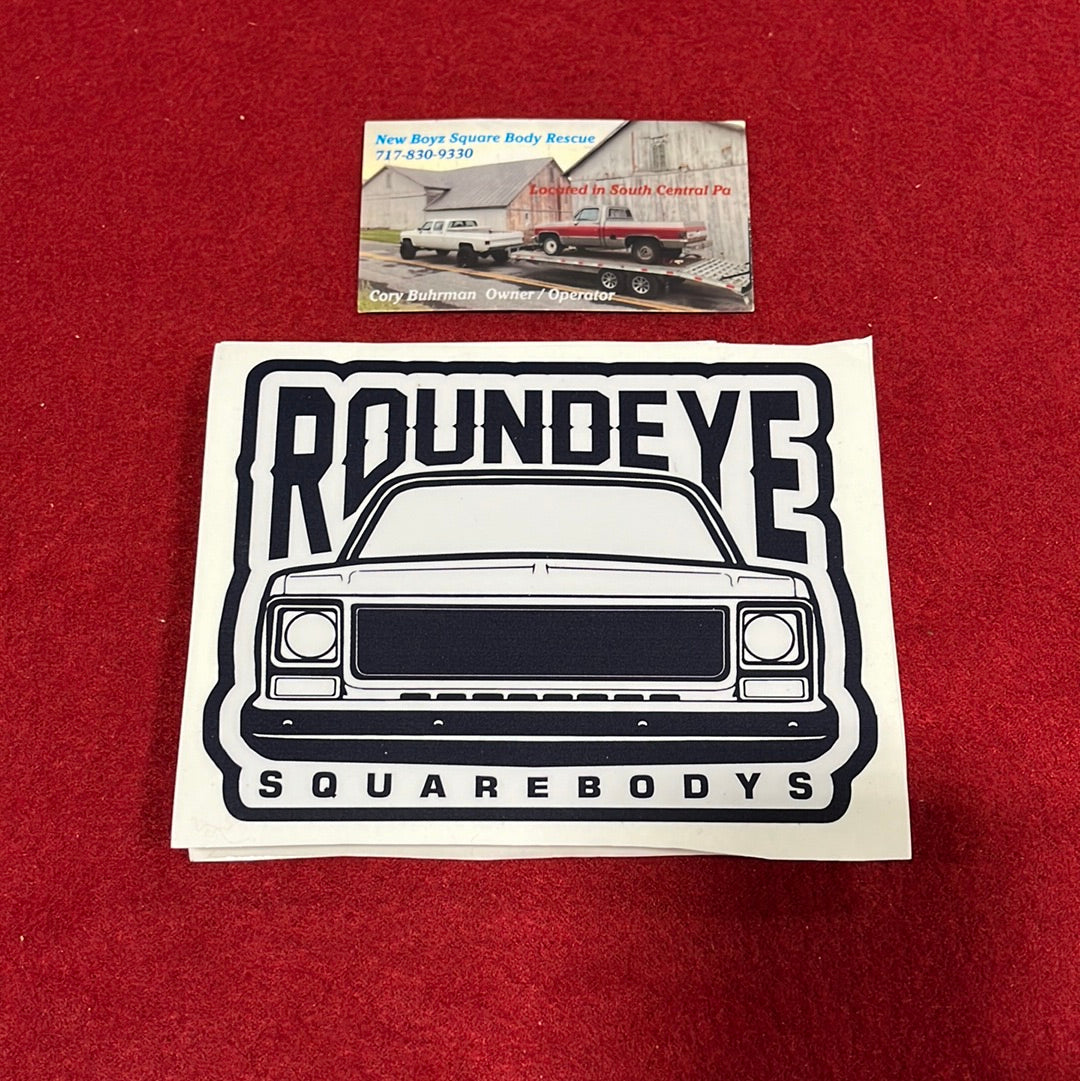 New Boyz Square Body Rescue
717-830-9330
Located in South Central Pa
Cory Buhrman Owner / Operator
ROUNDEYE
SQUAREBODYS